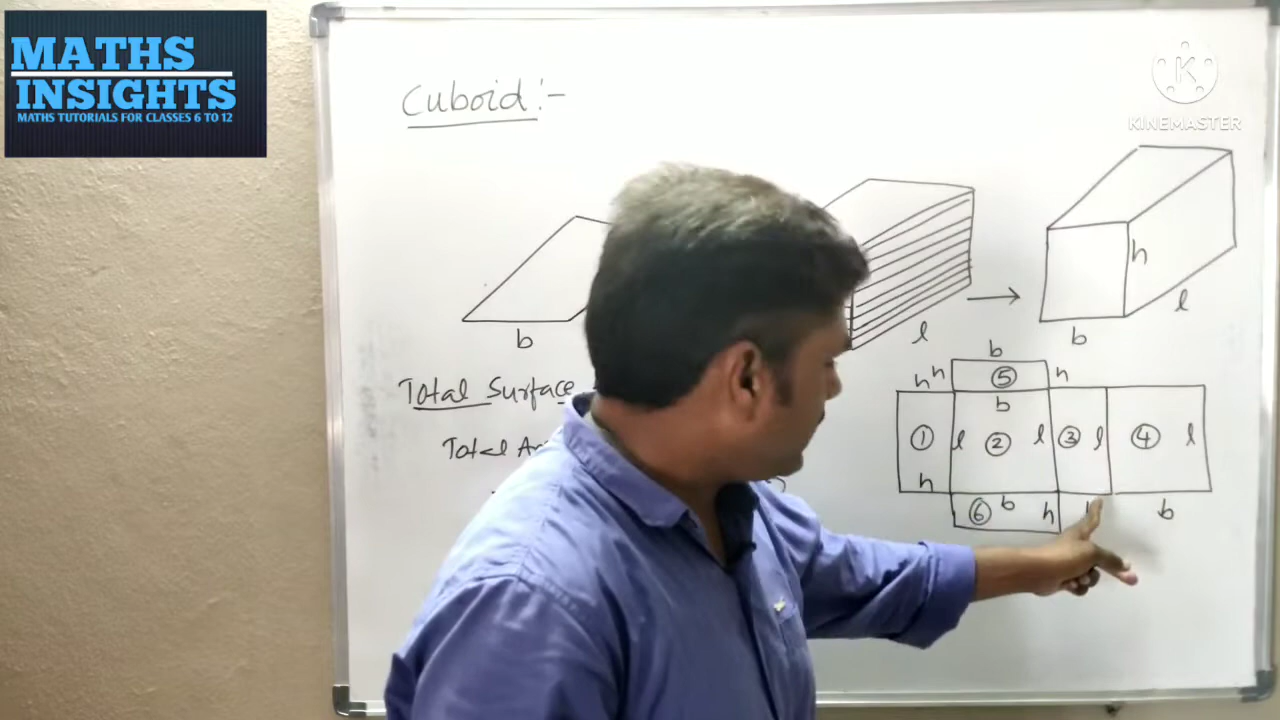 MATHS
INSIGHTS
MATHS TUTORIALS FOR CLASSES 6 TO 12
Cuboid :-
K
KINEMASTER
b
l
h
b
l
Total Surface
Total
b
h h ⑤ h
b
① l ② l ③ l ④ l
h
⑥ b h b